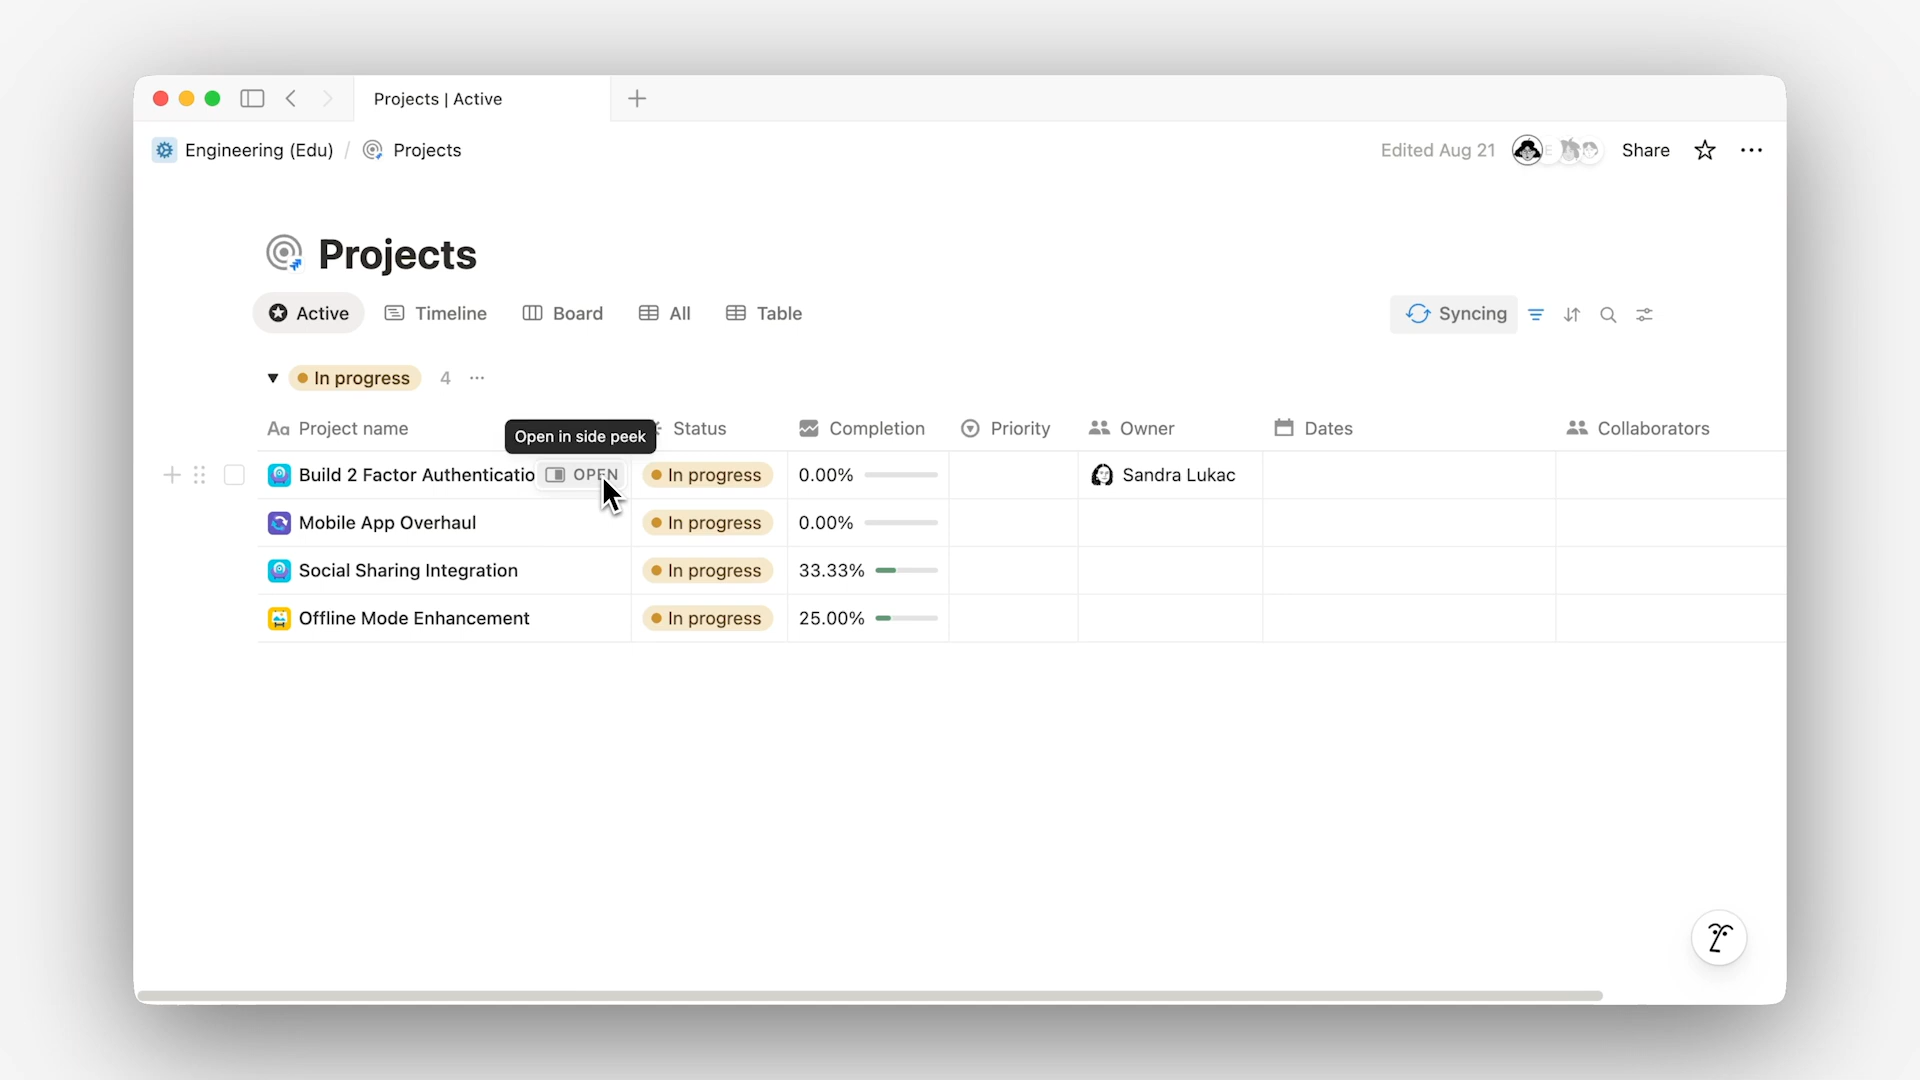 Projects | Active
Engineering (Edu) / Projects
Edited Aug 21
E
Share
Projects
Active
Timeline
Board
All
Table
Syncing
In progress 4
Aa Project name
Open in side peek
Status
Completion
Priority
Owner
Dates
Collaborators
Build 2 Factor Authenticatio OPEN In progress 0.00% Sandra Lukac
Mobile App Overhaul In progress 0.00%
Social Sharing Integration In progress 33.33%
Offline Mode Enhancement In progress 25.00%